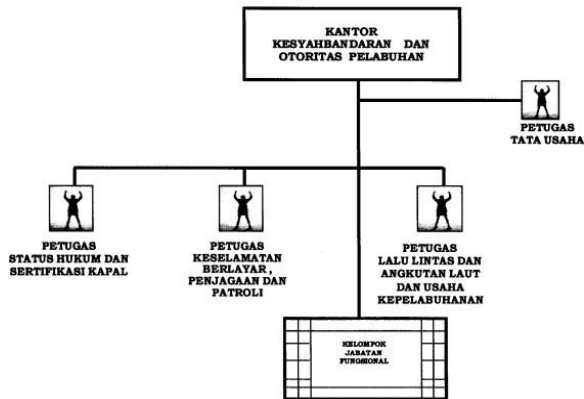 KANTOR
KESYAHBANDARAN DAN
OTORITAS PELABUHAN
PETUGAS
TATA USAHA
PETUGAS
STATUS HUKUM DAN
SERTIFIKASI KAPAL
PETUGAS
KESELAMATAN
BERLAYAR ,
PENJAGAAN DAN
PATROLI
PETUGAS
LALU LINTAS DAN
ANGKUTAN LAUT
DAN USAHA
KEPELABUHANAN
KELOMPOK
JABATAN
FUNGSIONAL